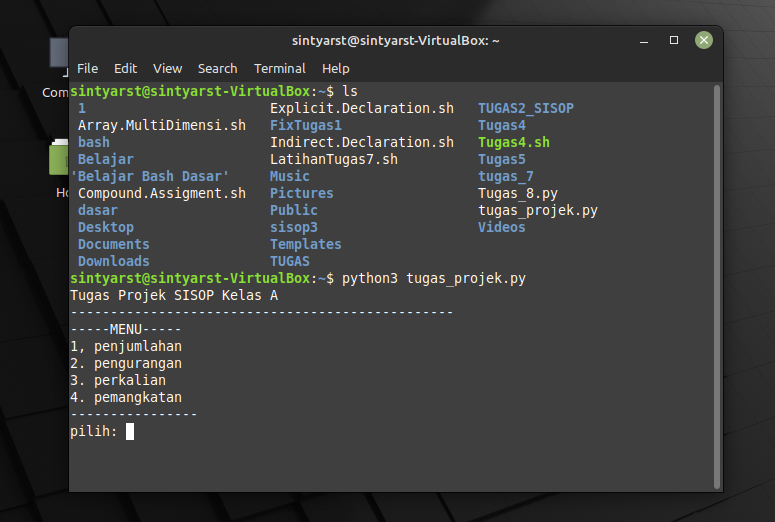 sintyarst@sintyarst-VirtualBox: ~
File Edit View Search Terminal Help
Com
Ho
sintyarst@sintyarst-VirtualBox:~$ ls
1 Explicit.Declaration.sh TUGAS2_SISOP
Array.MultiDimensi.sh FixTugas1 Tugas4
bash Indirect.Declaration.sh Tugas4.sh
Belajar LatihanTugas7.sh Tugas5
'Belajar Bash Dasar' Music tugas_7
Compound.Assigment.sh Pictures Tugas_8.py
dasar Public tugas_projek.py
Desktop sisop3 Videos
Documents Templates
Downloads TUGAS
sintyarst@sintyarst-VirtualBox:~$ python3 tugas_projek.py
Tugas Projek SISOP Kelas A
------------------------------------------------
-----MENU-----
1, penjumlahan
2. pengurangan
3. perkalian
4. pemangkatan
----------------
pilih: